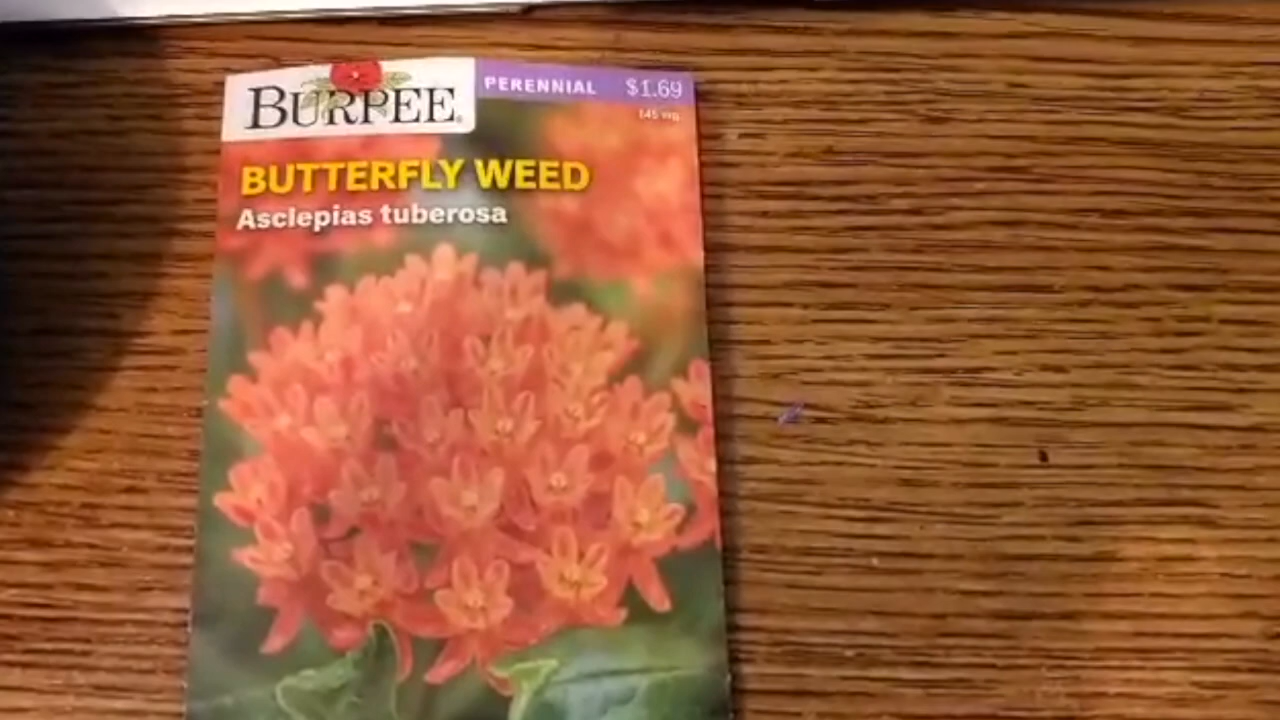 BURPEE
PERENNIAL $1.69
145 mg
BUTTERFLY WEED
Asclepias tuberosa